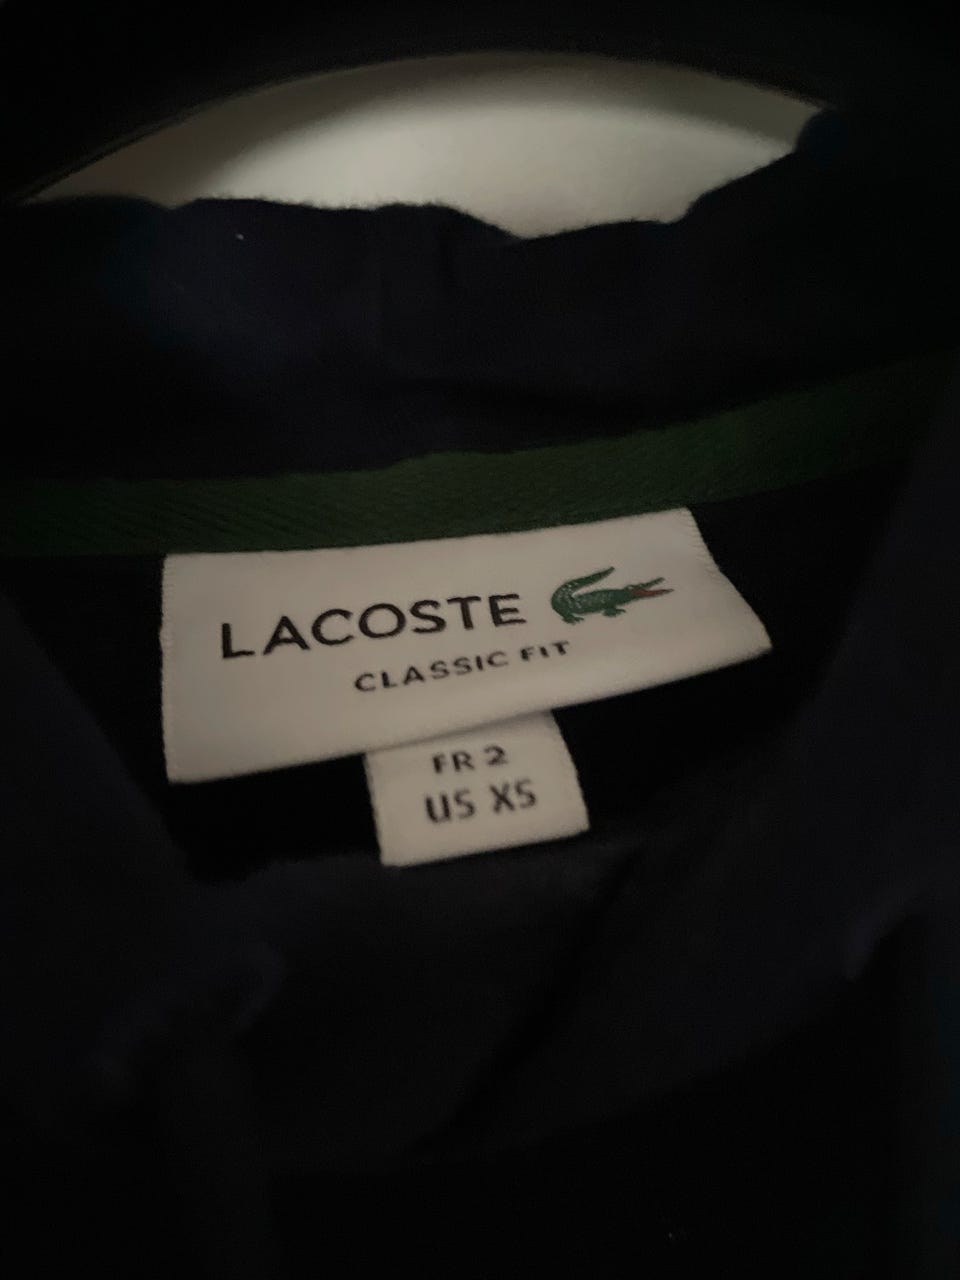 LACOSTE
CLASSIC FIT
FR 2
US XS